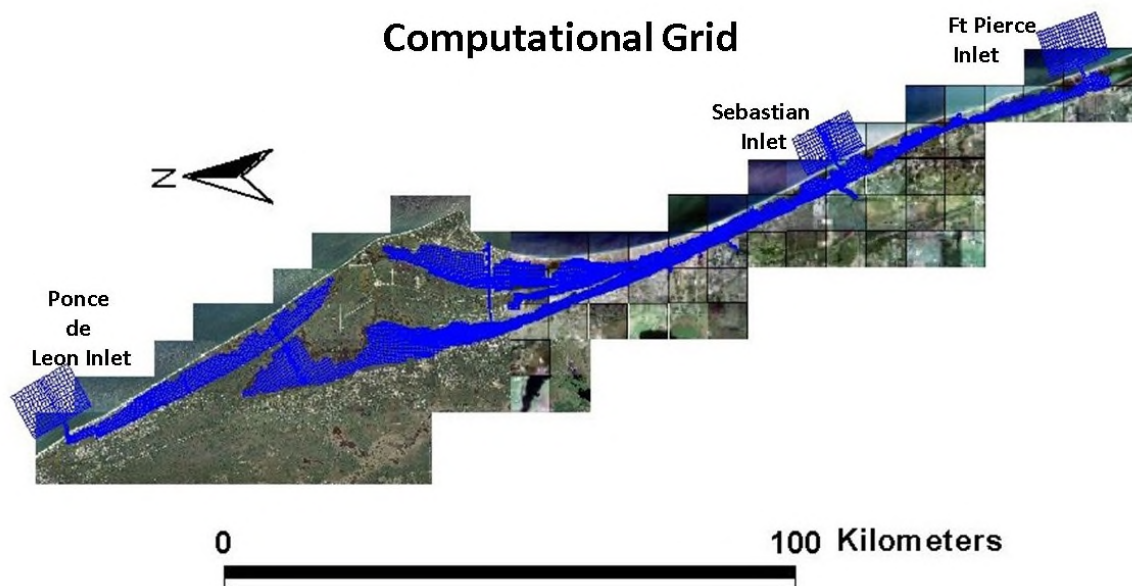 Computational Grid
Ft Pierce
Inlet
Sebastian
Inlet
N
Ponce
de
Leon Inlet
0
100 Kilometers